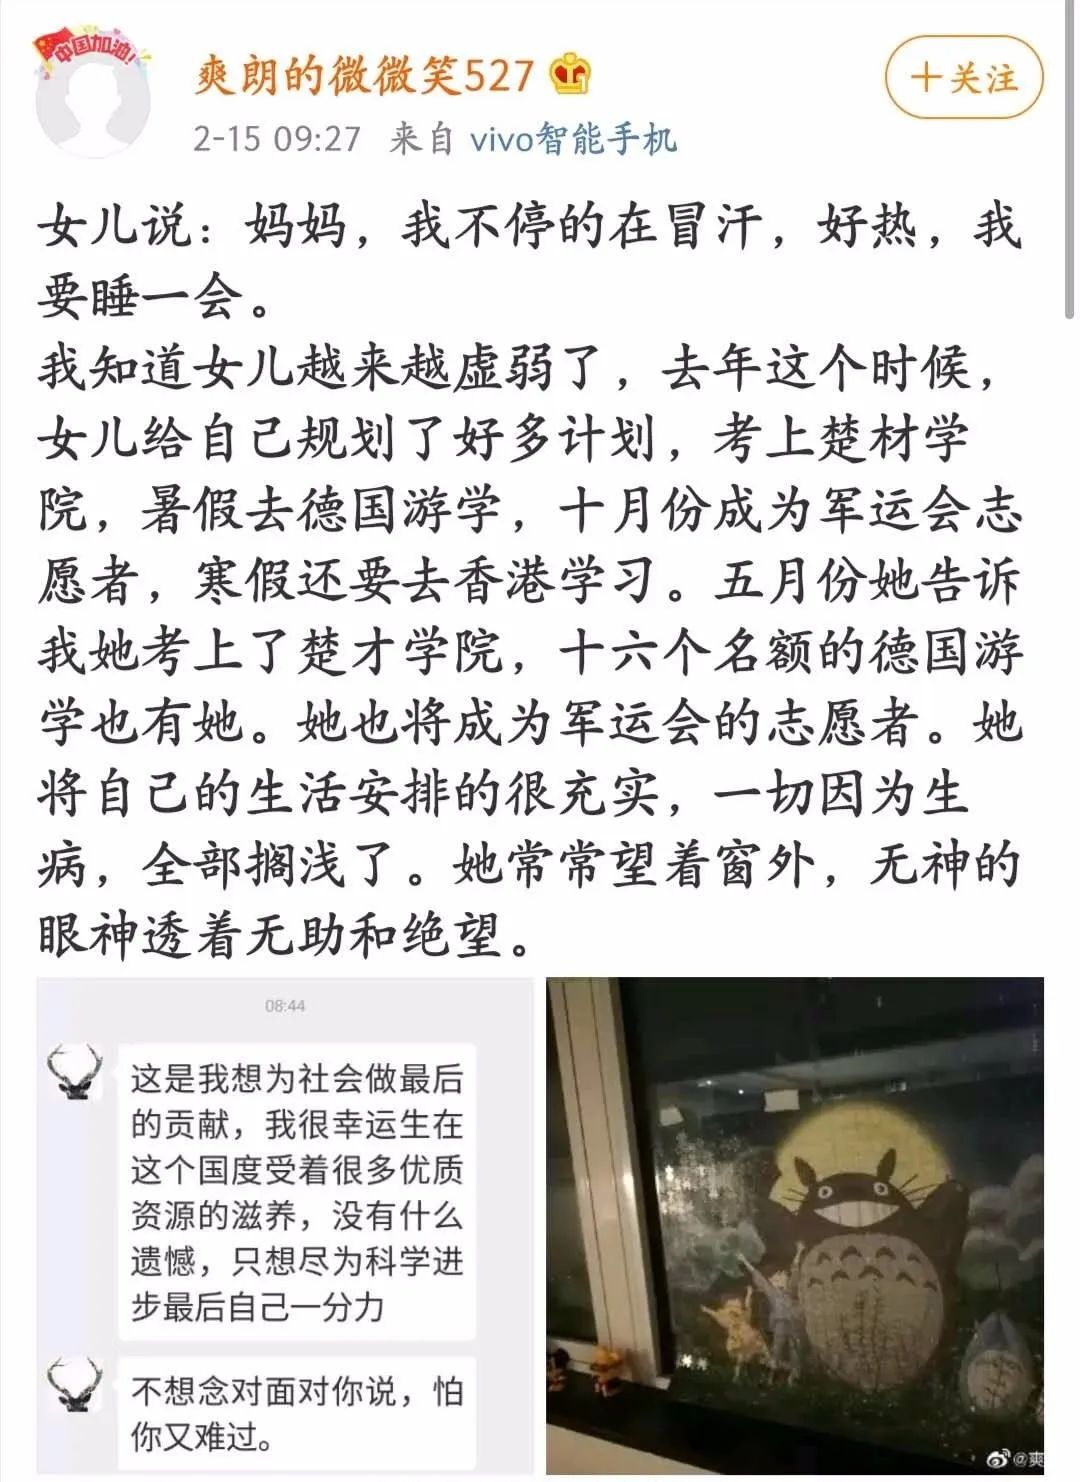 中国加油!
爽朗的微微笑527
+关注
2-15 09:27 来自 vivo智能手机
女儿说：妈妈，我不停的在冒汗，好热，我
要睡一会。
我知道女儿越来越虚弱了，去年这个时候，
女儿给自己规划了好多计划，考上楚材学
院，暑假去德国游学，十月份成为军运会志
愿者，寒假还要去香港学习。五月份她告诉
我她考上了楚才学院，十六个名额的德国游
学也有她。她也将成为军运会的志愿者。她
将自己的生活安排的很充实，一切因为生
病，全部搁浅了。她常常望着窗外，无神的
眼神透着无助和绝望。
08:44
这是我想为社会做最后
的贡献，我很幸运生在
这个国度受着很多优质
资源的滋养，没有什么
遗憾，只想尽为科学进
步最后自己一分力
不想念对面对你说，怕
你又难过。
@爽